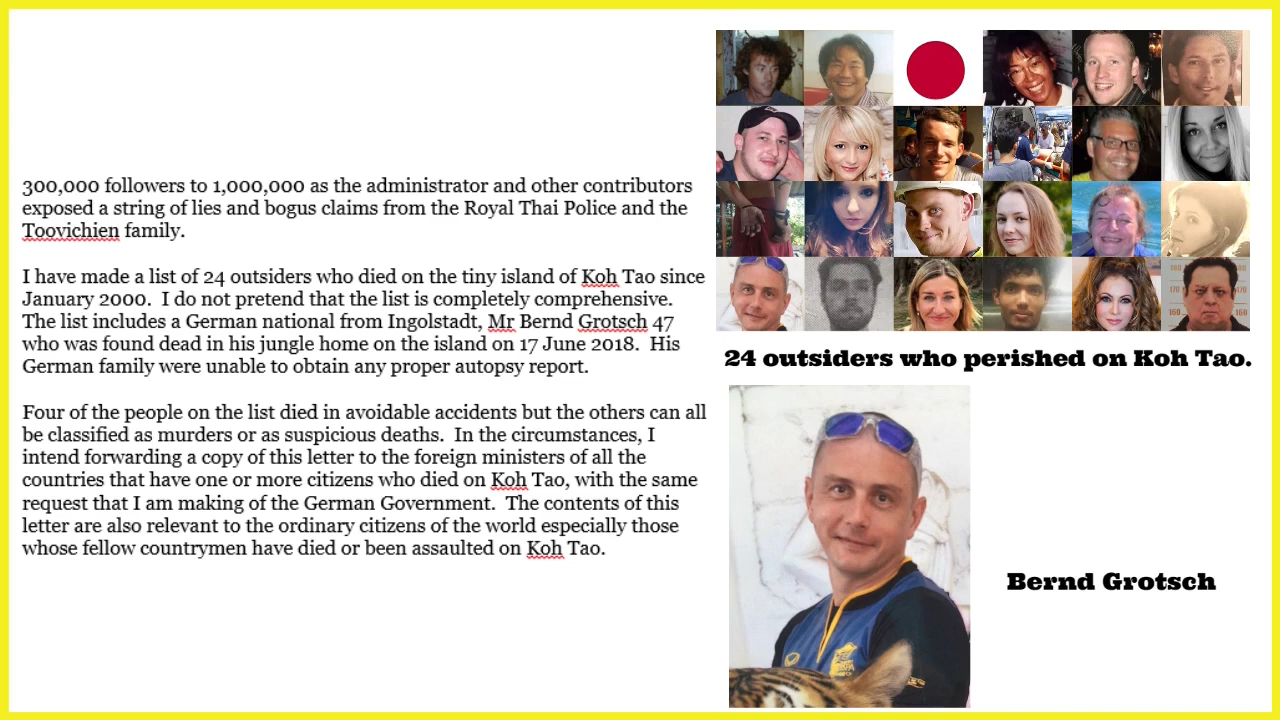 300,000 followers to 1,000,000 as the administrator and other contributors
exposed a string of lies and bogus claims from the Royal Thai Police and the
Toovichien family.
I have made a list of 24 outsiders who died on the tiny island of Koh Tao since
January 2000.  I do not pretend that the list is completely comprehensive.
The list includes a German national from Ingolstadt, Mr Bernd Grotsch 47
who was found dead in his jungle home on the island on 17 June 2018.  His
German family were unable to obtain any proper autopsy report.
Four of the people on the list died in avoidable accidents but the others can all
be classified as murders or as suspicious deaths.  In the circumstances, I
intend forwarding a copy of this letter to the foreign ministers of all the
countries that have one or more citizens who died on Koh Tao, with the same
request that I am making of the German Government.  The contents of this
letter are also relevant to the ordinary citizens of the world especially those
whose fellow countrymen have died or been assaulted on Koh Tao.
24 outsiders who perished on Koh Tao.
Bernd Grotsch